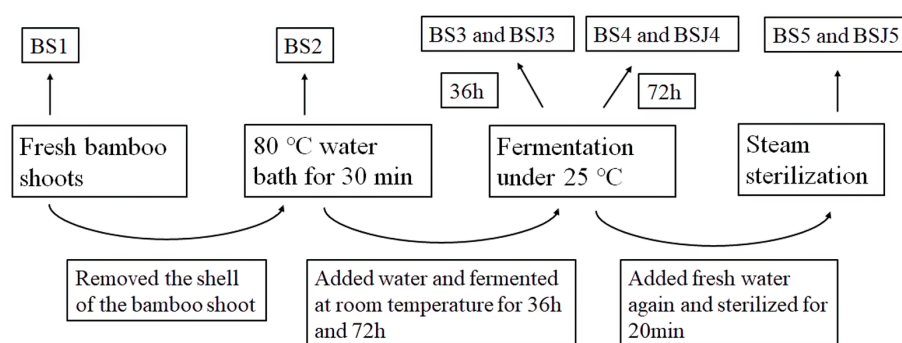 BS1
BS2
BS3 and BSJ3
BS4 and BSJ4
BS5 and BSJ5
36h
72h
Fresh bamboo
shoots
80 °C water
bath for 30 min
Fermentation
under 25 °C
Steam
sterilization
Removed the shell
of the bamboo shoot
Added water and fermented
at room temperature for 36h
and 72h
Added fresh water
again and sterilized for
20min